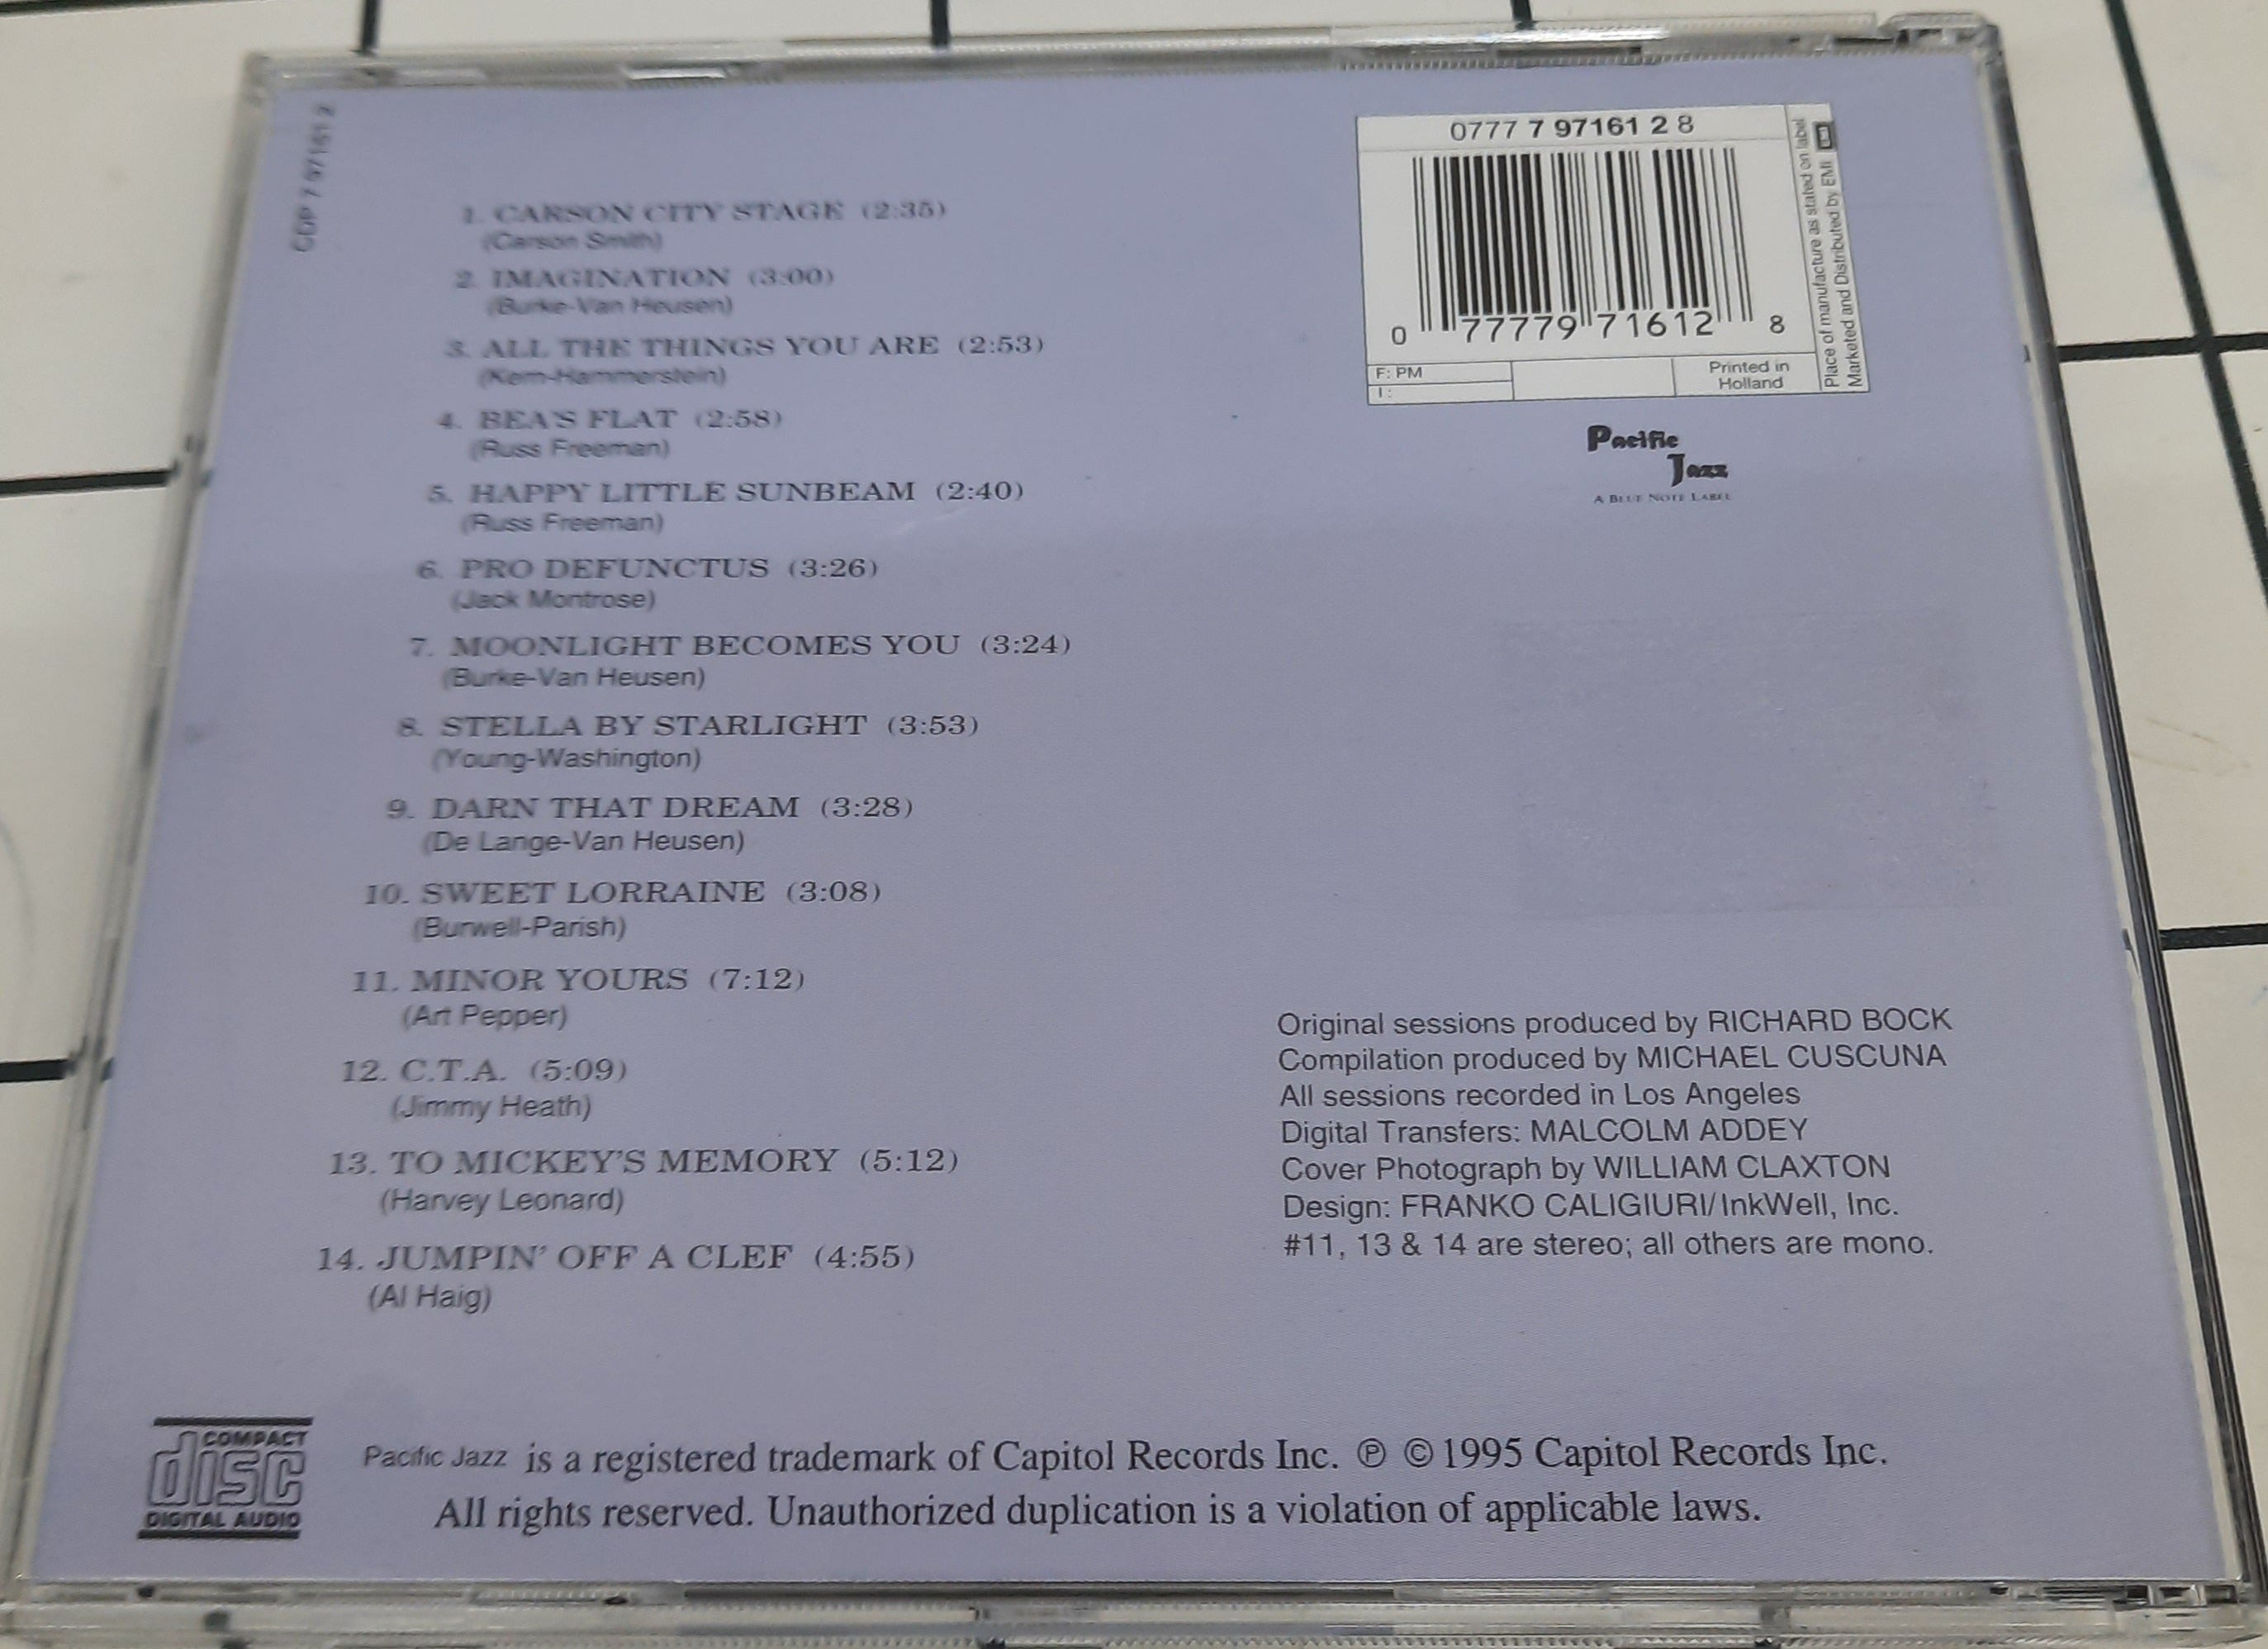 CDP 7 97161 2
1. CARSON CITY STAGE (2:35)
(Carson Smith)
2. IMAGINATION (3:00)
(Burke-Van Heusen)
3. ALL THE THINGS YOU ARE (2:53)
(Kern-Hammerstein)
4. BEA'S FLAT (2:58)
(Russ Freeman)
5. HAPPY LITTLE SUNBEAM (2:40)
(Russ Freeman)
6. PRO DEFUNCTUS (3:26)
(Jack Montrose)
7. MOONLIGHT BECOMES YOU (3:24)
(Burke-Van Heusen)
8. STELLA BY STARLIGHT (3:53)
(Young-Washington)
9. DARN THAT DREAM (3:28)
(De Lange-Van Heusen)
10. SWEET LORRAINE (3:08)
(Burwell-Parish)
11. MINOR YOURS (7:12)
(Art Pepper)
12. C.T.A. (5:09)
(Jimmy Heath)
13. TO MICKEY'S MEMORY (5:12)
(Harvey Leonard)
14. JUMPIN' OFF A CLEF (4:55)
(Al Haig)
0777 7 97161 2 8
0 77779 71612 8
F: PM
I :
Printed in
Holland
Place of manufacture as stated on label
Marketed and Distributed by EMI EMI
Pacific
Jazz
A BLUE NOTE LABEL
Original sessions produced by RICHARD BOCK
Compilation produced by MICHAEL CUSCUNA
All sessions recorded in Los Angeles
Digital Transfers: MALCOLM ADDEY
Cover Photograph by WILLIAM CLAXTON
Design: FRANKO CALIGIURI/InkWell, Inc.
#11, 13 & 14 are stereo; all others are mono.
COMPACT
disc
DIGITAL AUDIO
Pacific Jazz is a registered trademark of Capitol Records Inc. ℗ © 1995 Capitol Records Inc.
All rights reserved. Unauthorized duplication is a violation of applicable laws.